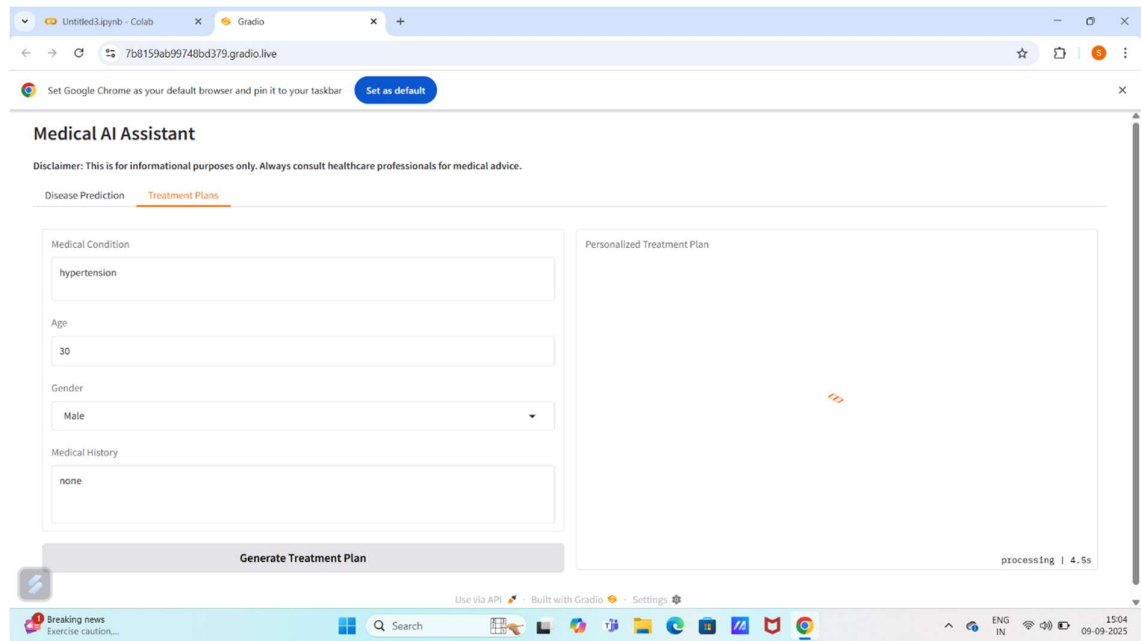 Untitled3.ipynb - Colab
Gradio
7b8159ab99748bd379.gradio.live
S
Set Google Chrome as your default browser and pin it to your taskbar
Set as default
Medical AI Assistant
Disclaimer: This is for informational purposes only. Always consult healthcare professionals for medical advice.
Disease Prediction
Treatment Plans
Medical Condition
hypertension
Age
30
Gender
Male
Medical History
none
Generate Treatment Plan
Personalized Treatment Plan
processing | 4.5s
Use via API · Built with Gradio · Settings
1
Breaking news
Exercise caution,...
Search
ENG
IN
15:04
09-09-2025